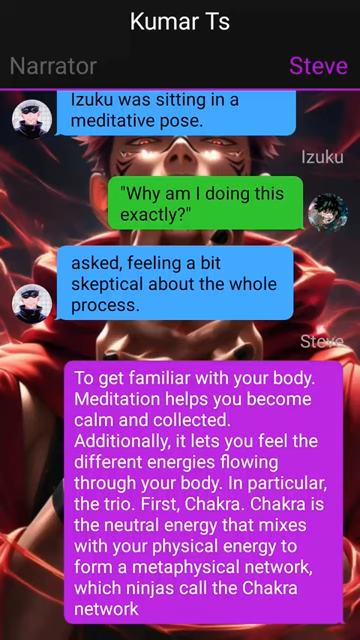 Kumar Ts
Narrator
Steve
Izuku was sitting in a
meditative pose.
Izuku
"Why am I doing this
exactly?"
asked, feeling a bit
skeptical about the whole
process.
Steve
To get familiar with your body.
Meditation helps you become
calm and collected.
Additionally, it lets you feel the
different energies flowing
through your body. In particular,
the trio. First, Chakra. Chakra is
the neutral energy that mixes
with your physical energy to
form a metaphysical network,
which ninjas call the Chakra
network